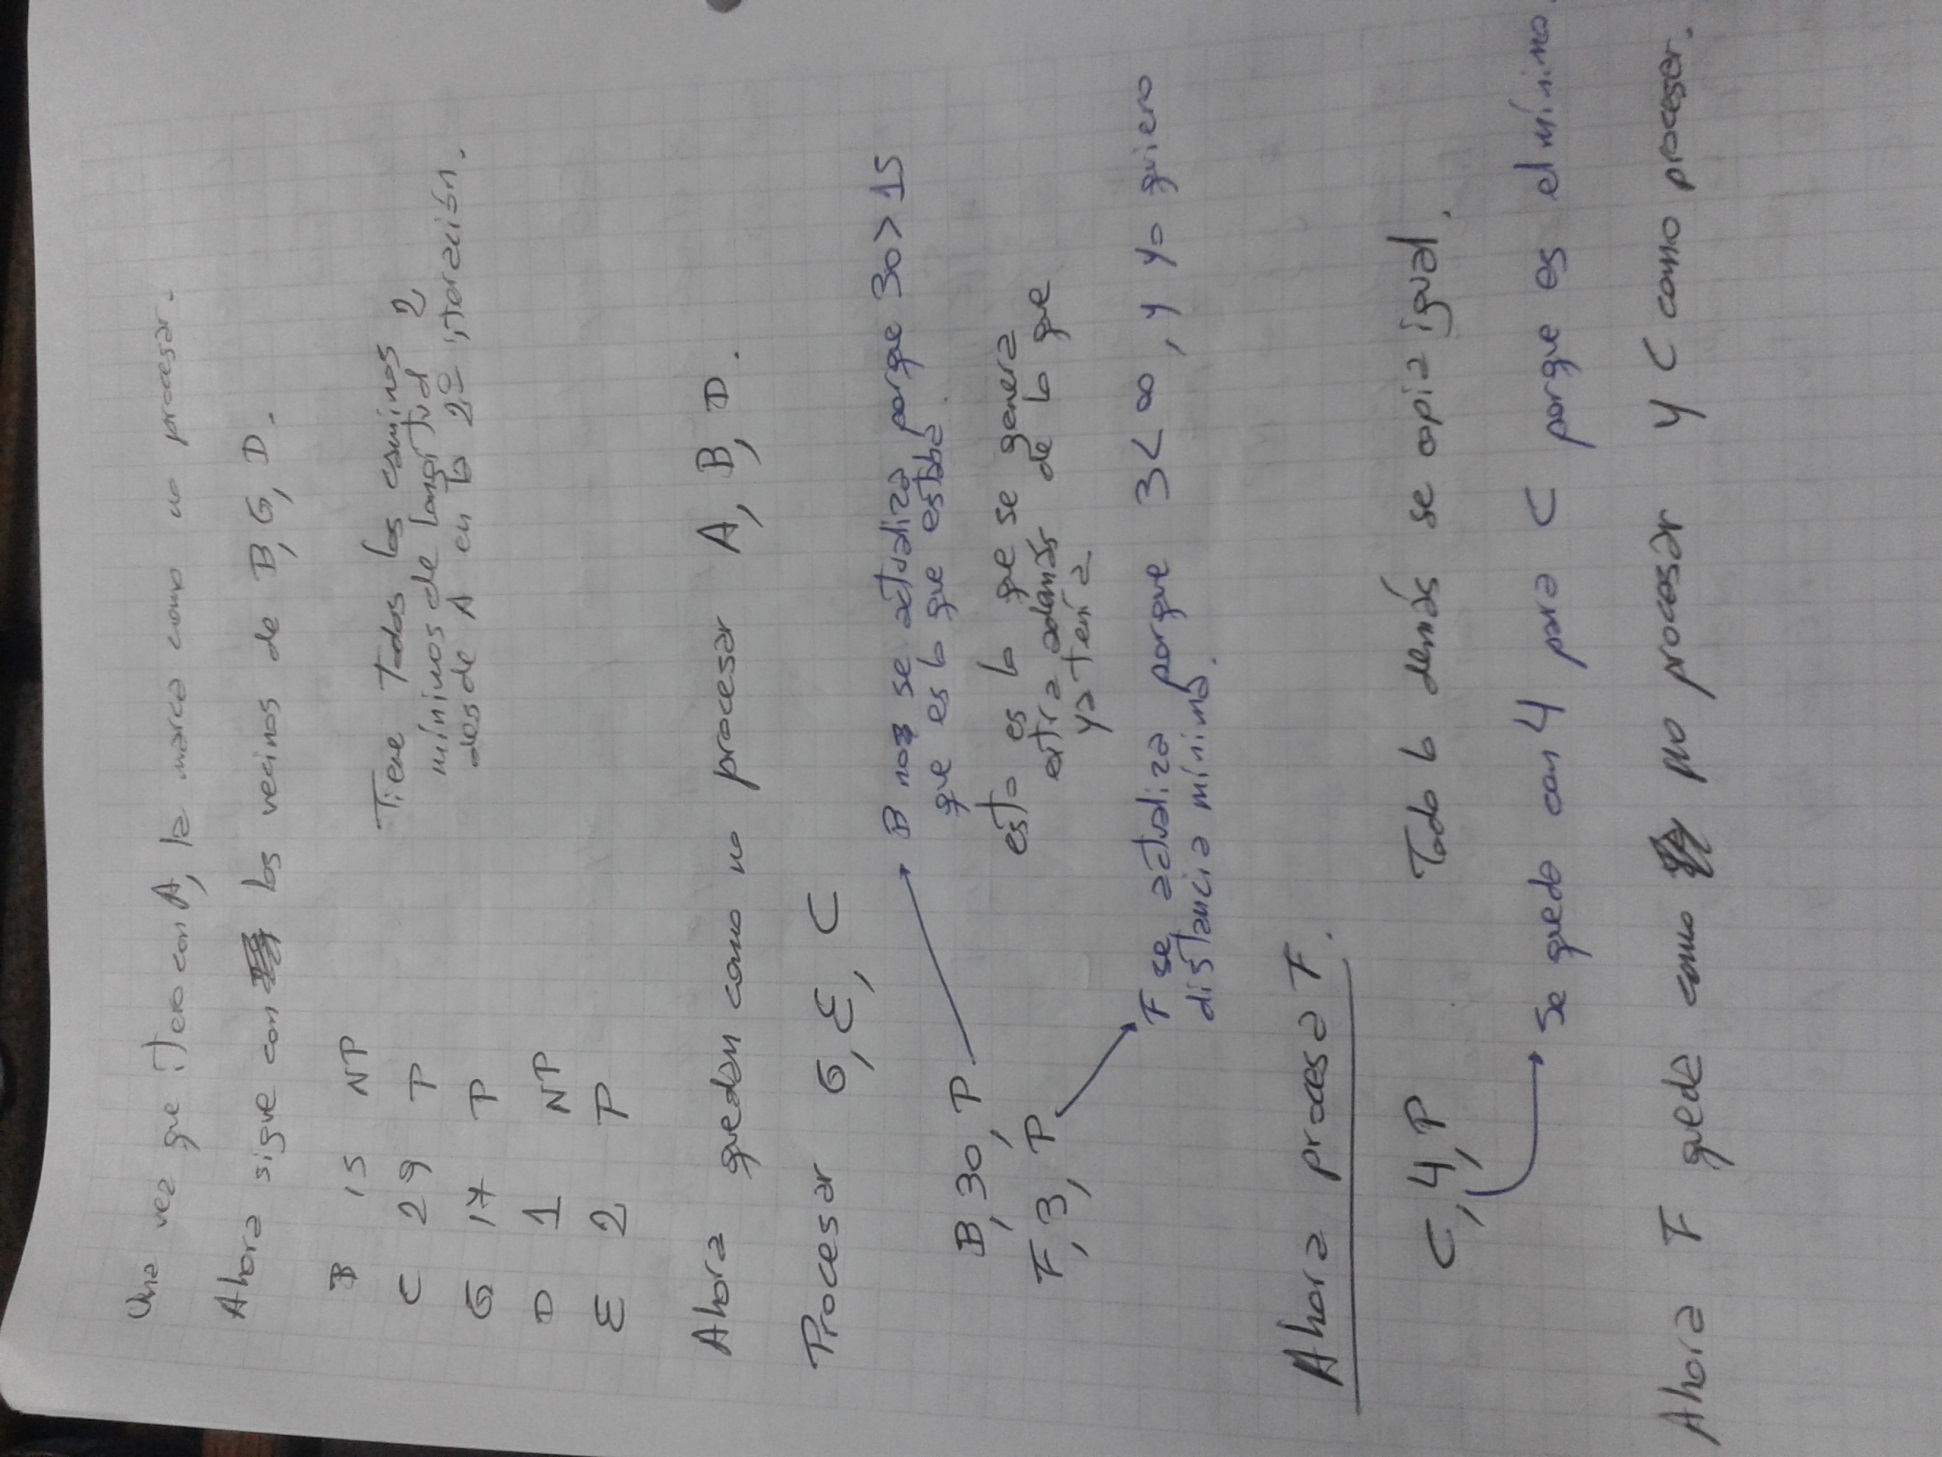 Una vez que itero con A, la marco como no procesar.
Ahora sigue con los vecinos de B, G, D.
B 15 NP
C 29 P
G 17 P
D 1 NP
E 2 P
Tiene todos los caminos
mínimos de longitud 2
desde A en la 2º iteración.
Ahora quedan como no procesar A, B, D.
Procesar G, E, C
B, 30, P
B no se actualiza porque 30>15
que es lo que estaba.
esto es lo que se genera
extra además de lo que
ya tenía
F, 3, P
F se actualiza porque 3<∞, y yo quiero
distancia mínima.
Ahora procesa F.
C, 4, P
Todo lo demás se copia igual.
Se queda con 4 para C porque es el mínimo.
Ahora F queda como no procesar y C como procesar.